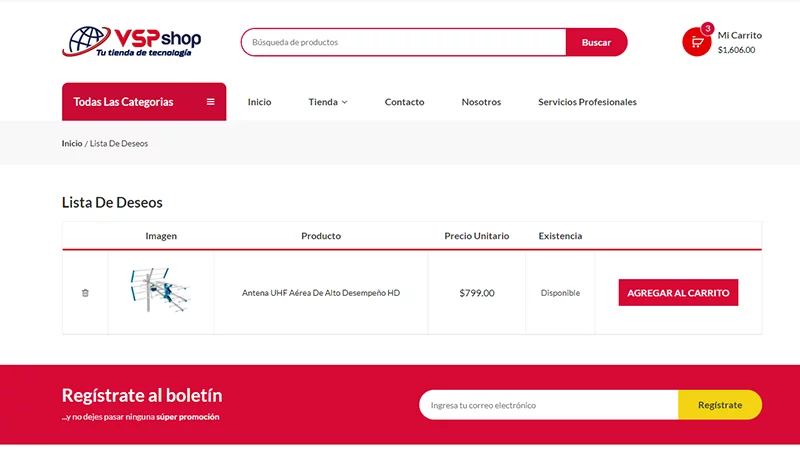 VSPshop
Tu tienda de tecnología
Búsqueda de productos
Buscar
3
Mi Carrito
$1,606.00
Todas Las Categorias
Inicio
Tienda
Contacto
Nosotros
Servicios Profesionales
Inicio / Lista De Deseos
Lista De Deseos
Imagen
Producto
Precio Unitario
Existencia
Antena UHF Aérea De Alto Desempeño HD
$799.00
Disponible
AGREGAR AL CARRITO
Regístrate al boletín
...y no dejes pasar ninguna súper promoción
Ingresa tu correo electrónico
Regístrate